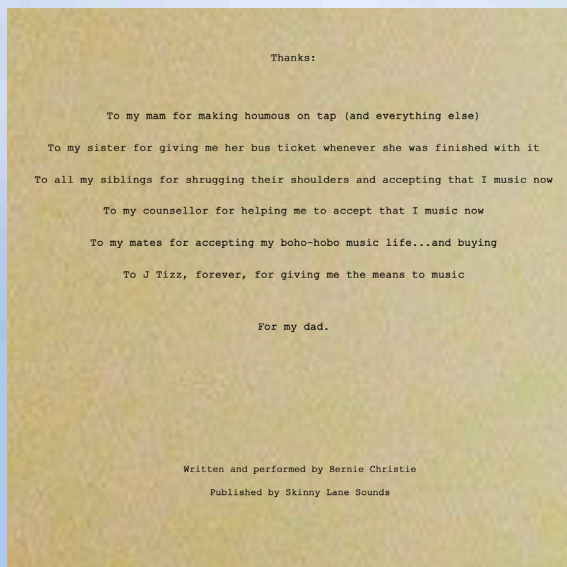 Thanks:
To my mam for making houmous on tap (and everything else)
To my sister for giving me her bus ticket whenever she was finished with it
To all my siblings for shrugging their shoulders and accepting that I music now
To my counsellor for helping me to accept that I music now
To my mates for accepting my boho-hobo music life...and buying
To J Tizz, forever, for giving me the means to music
For my dad.
Written and performed by Bernie Christie
Published by Skinny Lane Sounds